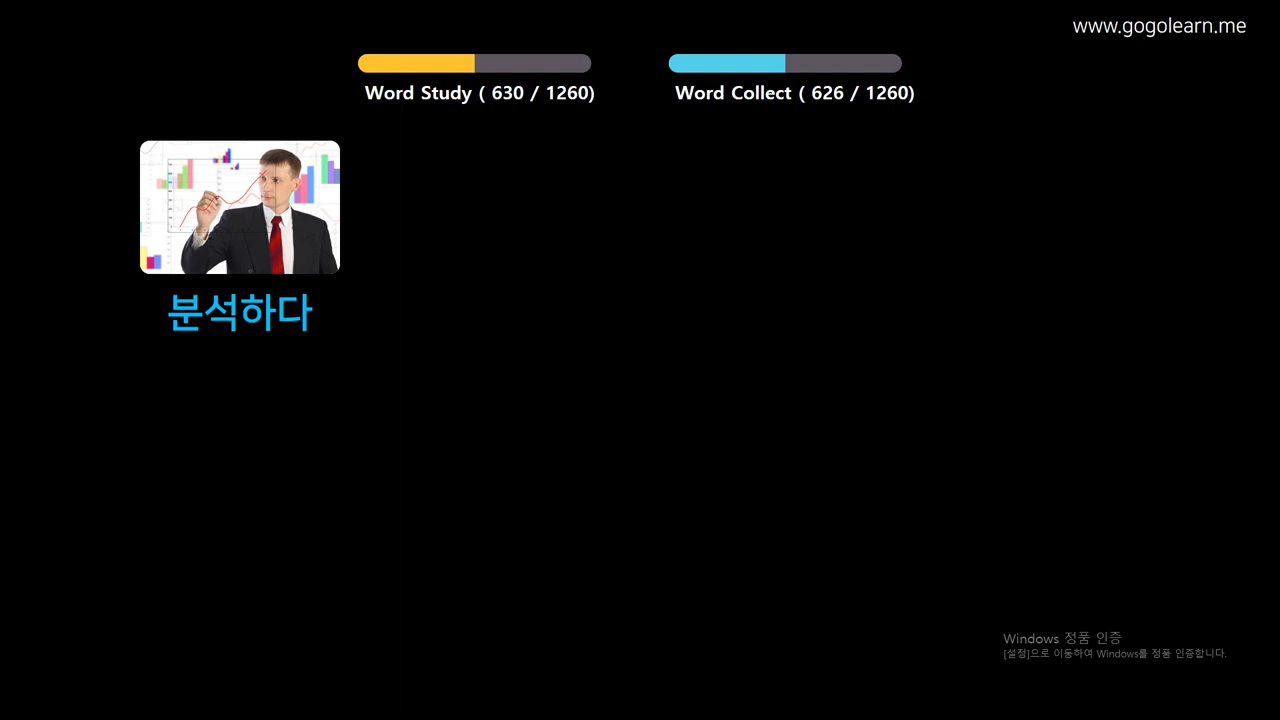 www.gogolearn.me
Word Study ( 630 / 1260)
Word Collect ( 626 / 1260)
분석하다
Windows 정품 인증
[설정]으로 이동하여 Windows를 정품 인증합니다.